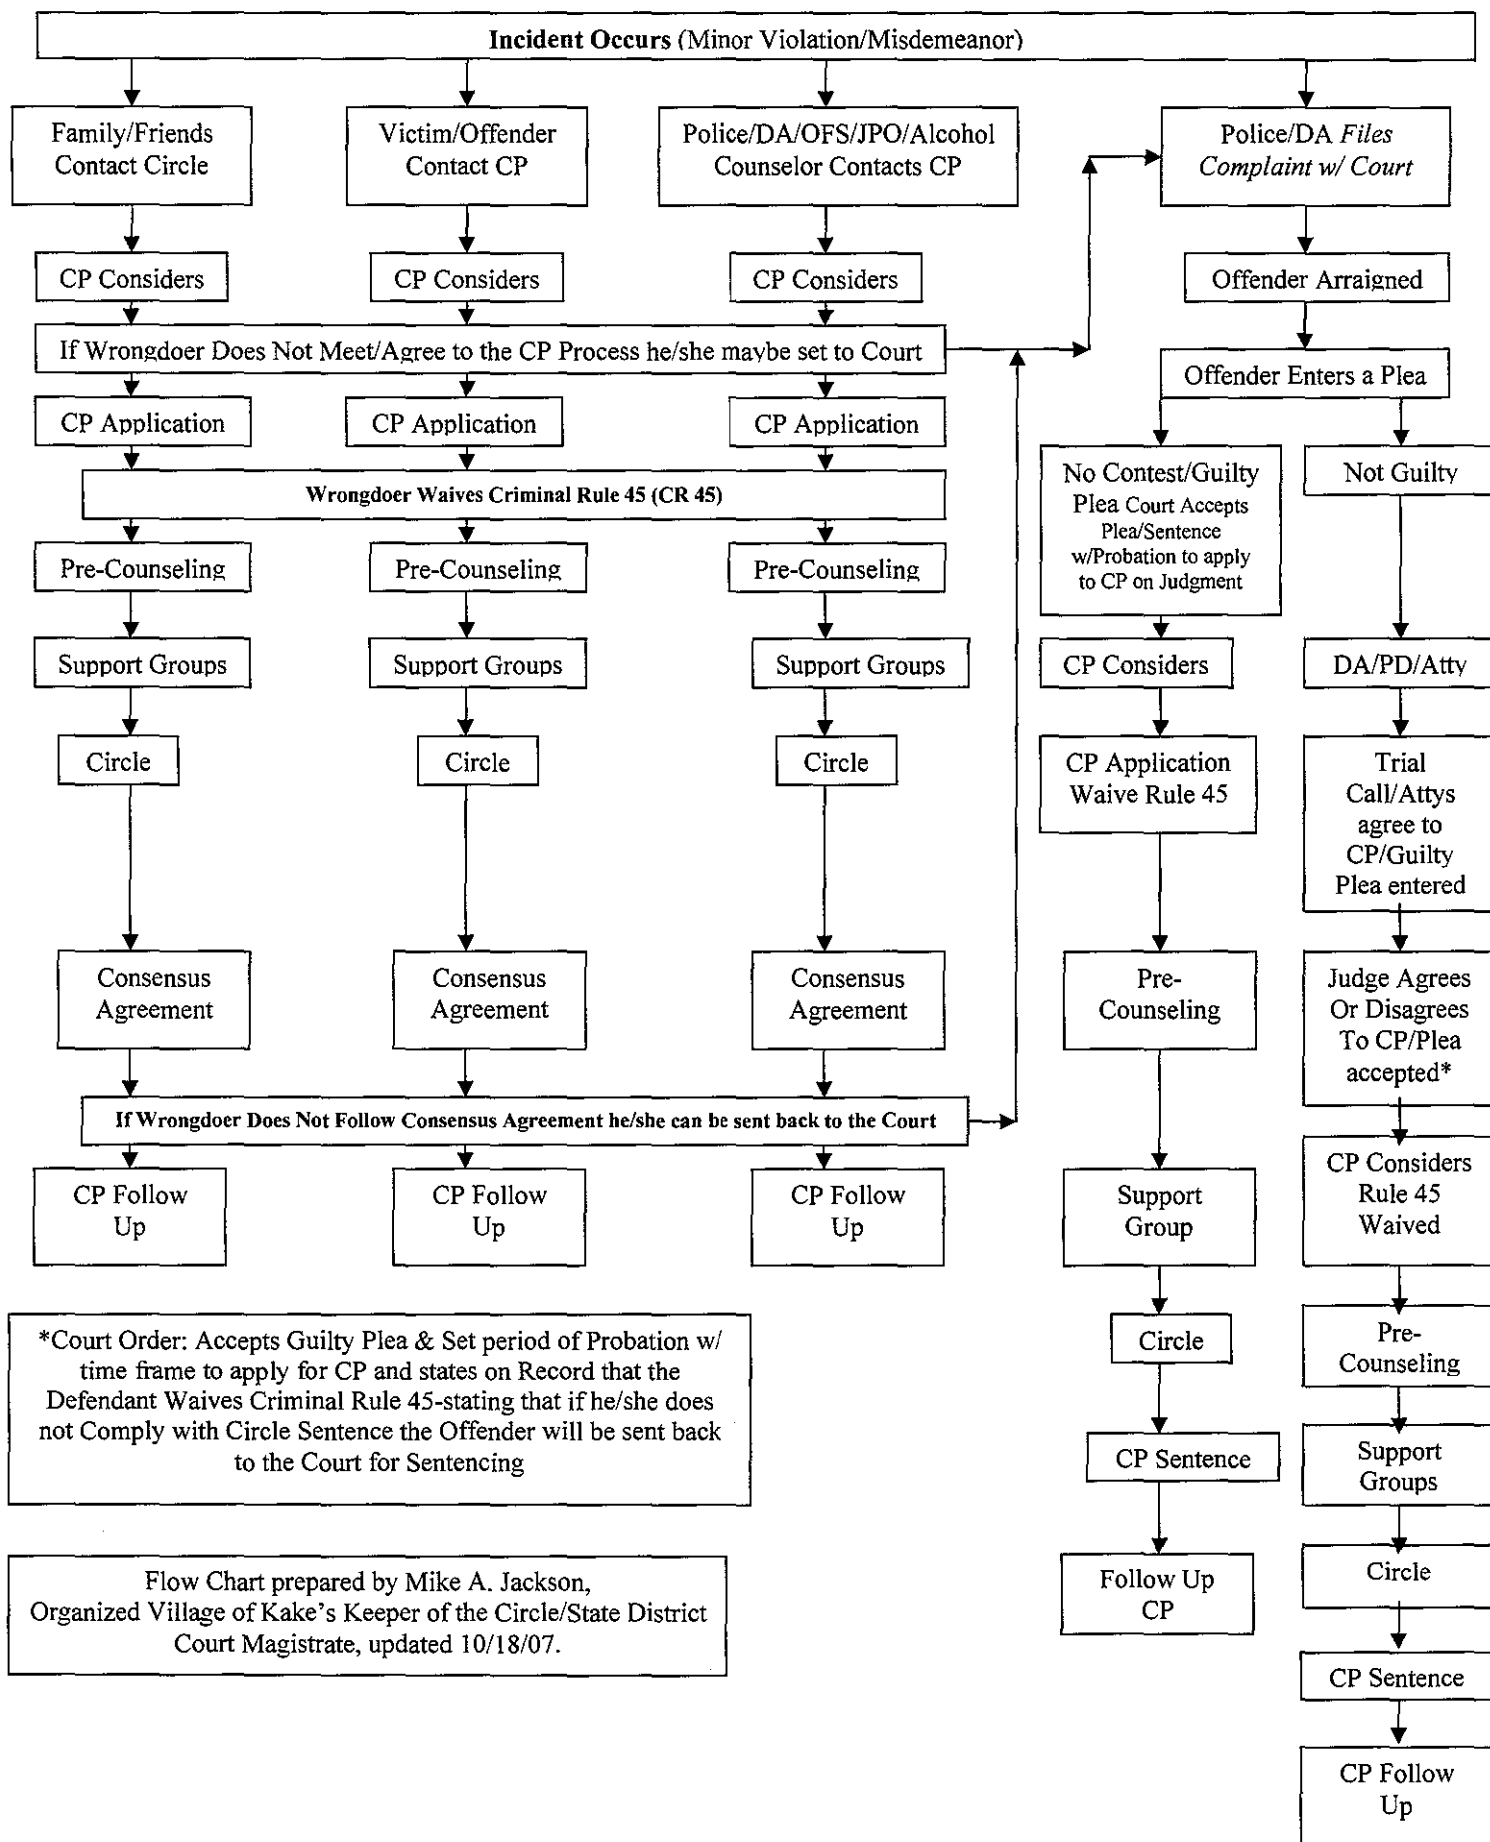 Incident Occurs (Minor Violation/Misdemeanor)
Family/Friends
Contact Circle
Victim/Offender
Contact CP
Police/DA/OFS/JPO/Alcohol
Counselor Contacts CP
Police/DA Files
Complaint w/ Court
CP Considers
CP Considers
CP Considers
Offender Arraigned
If Wrongdoer Does Not Meet/Agree to the CP Process he/she maybe set to Court
Offender Enters a Plea
CP Application
CP Application
CP Application
No Contest/Guilty
Plea Court Accepts
Plea/Sentence
w/Probation to apply
to CP on Judgment
Not Guilty
Wrongdoer Waives Criminal Rule 45 (CR 45)
Pre-Counseling
Pre-Counseling
Pre-Counseling
Support Groups
Support Groups
Support Groups
CP Considers
DA/PD/Atty
Circle
Circle
Circle
CP Application
Waive Rule 45
Trial
Call/Attys
agree to
CP/Guilty
Plea entered
Consensus
Agreement
Consensus
Agreement
Consensus
Agreement
Pre-
Counseling
Judge Agrees
Or Disagrees
To CP/Plea
accepted*
If Wrongdoer Does Not Follow Consensus Agreement he/she can be sent back to the Court
CP Follow
Up
CP Follow
Up
CP Follow
Up
Support
Group
CP Considers
Rule 45
Waived
*Court Order: Accepts Guilty Plea & Set period of Probation w/
time frame to apply for CP and states on Record that the
Defendant Waives Criminal Rule 45-stating that if he/she does
not Comply with Circle Sentence the Offender will be sent back
to the Court for Sentencing
Circle
Pre-
Counseling
CP Sentence
Support
Groups
Flow Chart prepared by Mike A. Jackson,
Organized Village of Kake's Keeper of the Circle/State District
Court Magistrate, updated 10/18/07.
Follow Up
CP
Circle
CP Sentence
CP Follow
Up